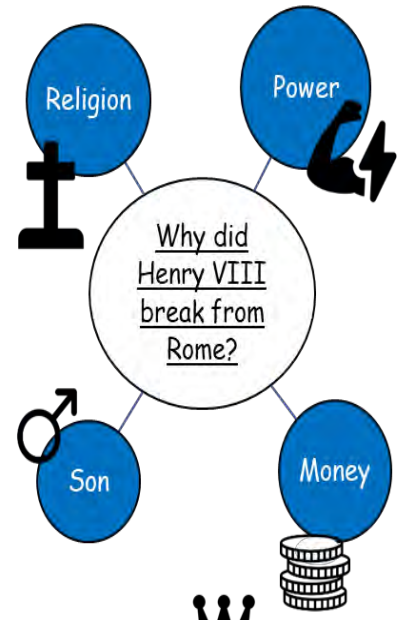 Religion
Power
Why did
Henry VIII
break from
Rome?
Son
Money